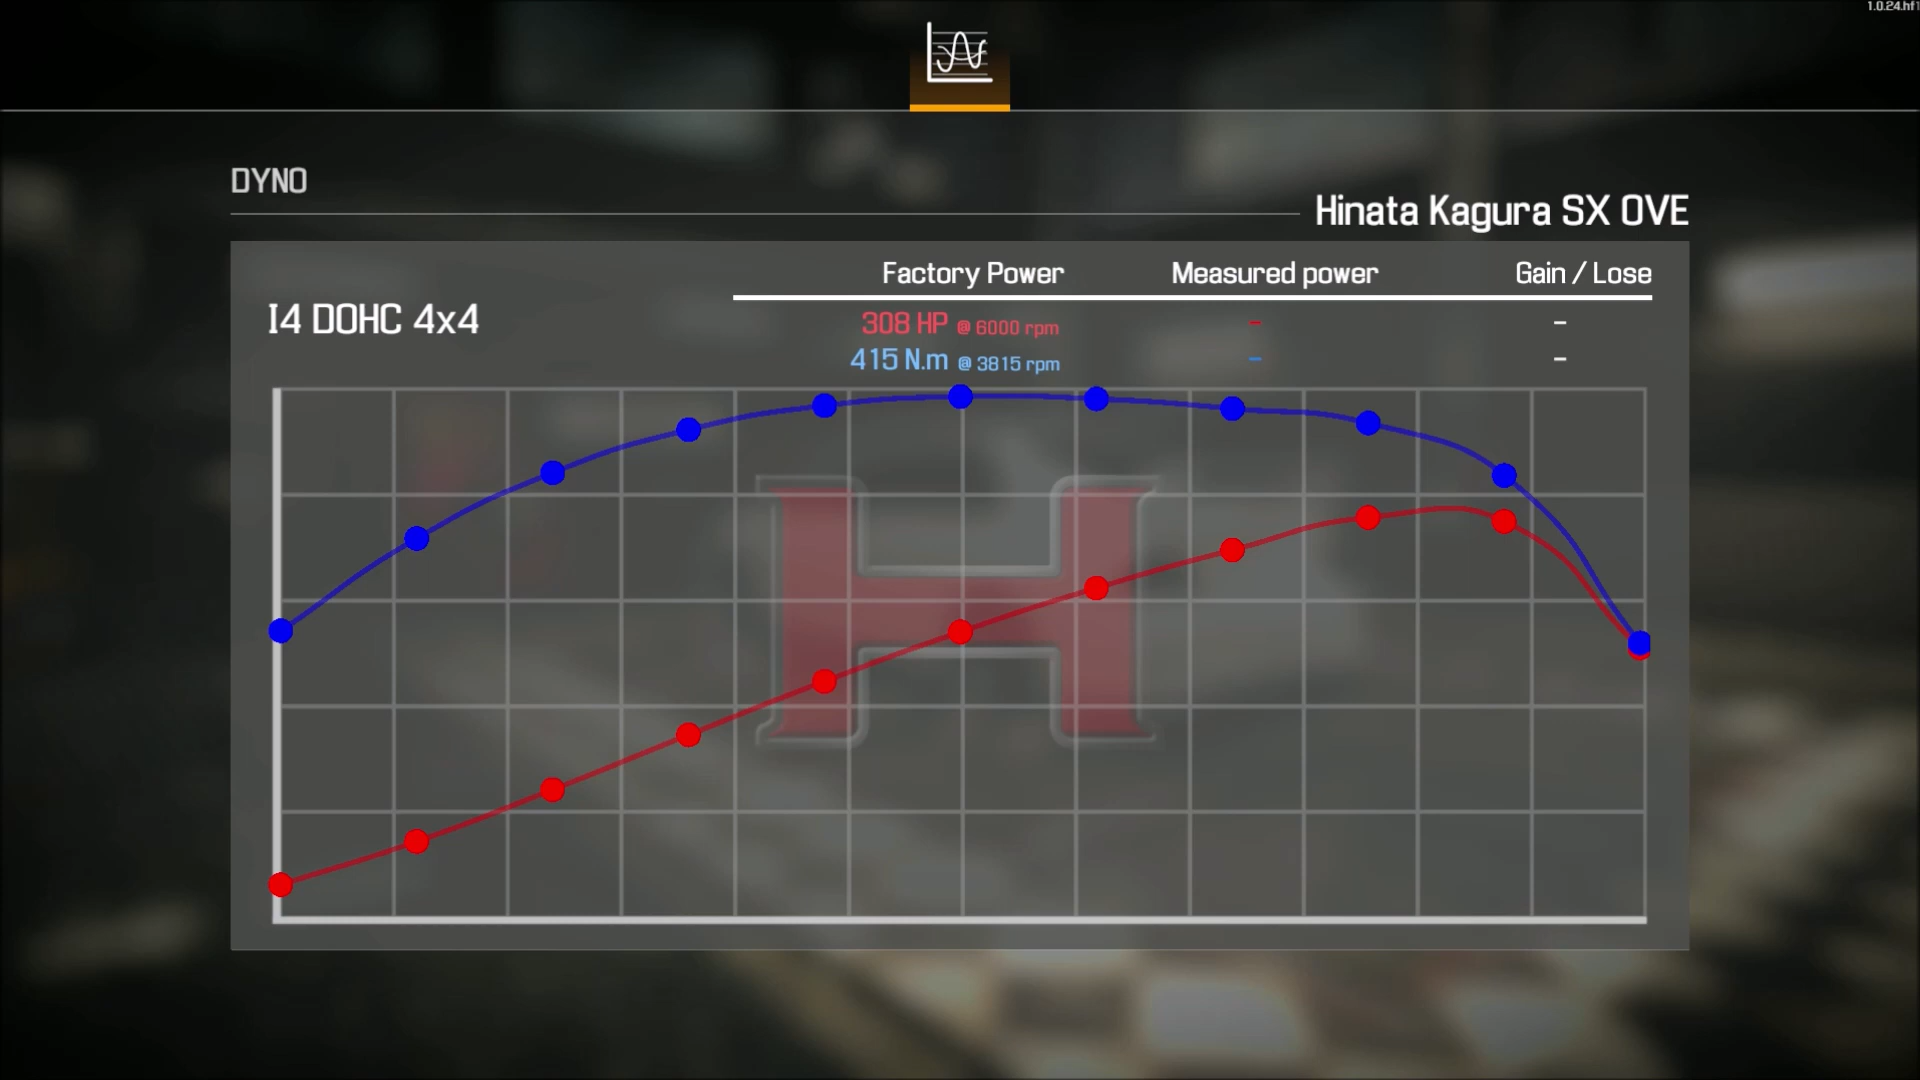 1.0.24.hf1
DYNO
Hinata Kagura SX OVE
Factory Power Measured power Gain / Lose
I4 DOHC 4x4
308 HP @ 6000 rpm - -
415 N.m @ 3815 rpm - -
H